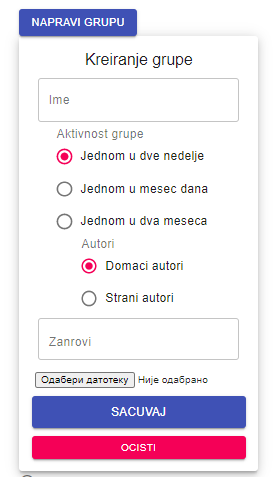 NAPRAVI GRUPU
Kreiranje grupe
Ime
Aktivnost grupe
Jednom u dve nedelje
Jednom u mesec dana
Jednom u dva meseca
Autori
Domaci autori
Strani autori
Zanrovi
Одабери датотеку Није одабрано
SACUVAJ
OCISTI